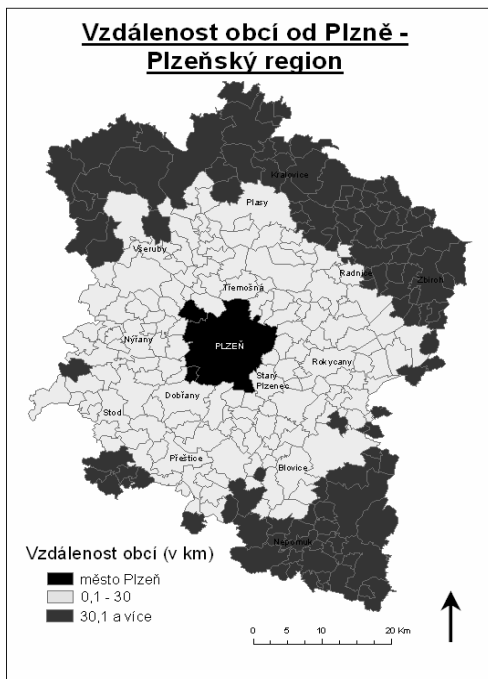 Vzdálenost obcí od Plzně -
Plzeňský region
Kralovice
Plasy
Všeruby
Radnice
Zbiroh
Třemošná
Nýřany
PLZEŇ
Rokycany
Starý
Plzenec
Dobřany
Stod
Přeštice
Blovice
Nepomuk
Vzdálenost obcí (v km)
město Plzeň
0,1 - 30
30,1 a více
0 5 10 20 Km